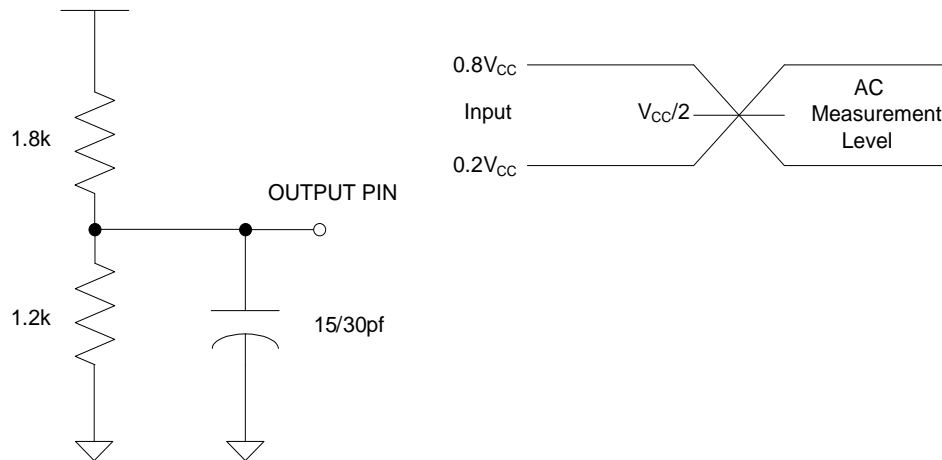 1.8k
OUTPUT PIN
1.2k
15/30pf
0.8VCC
Input
VCC/2
0.2VCC
AC
Measurement
Level